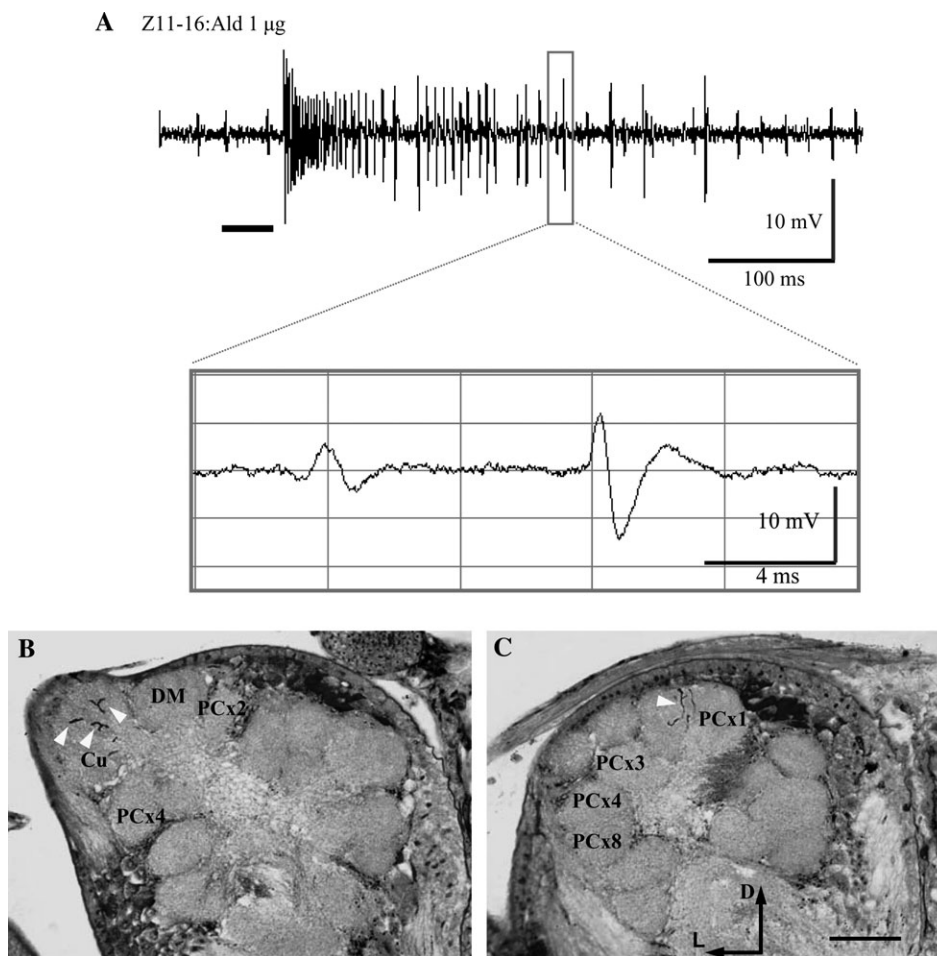 A Z11-16:Ald 1 µg
10 mV
100 ms
10 mV
4 ms
B
DM
PCx2
Cu
PCx4
C
PCx1
PCx3
PCx4
PCx8
D
L